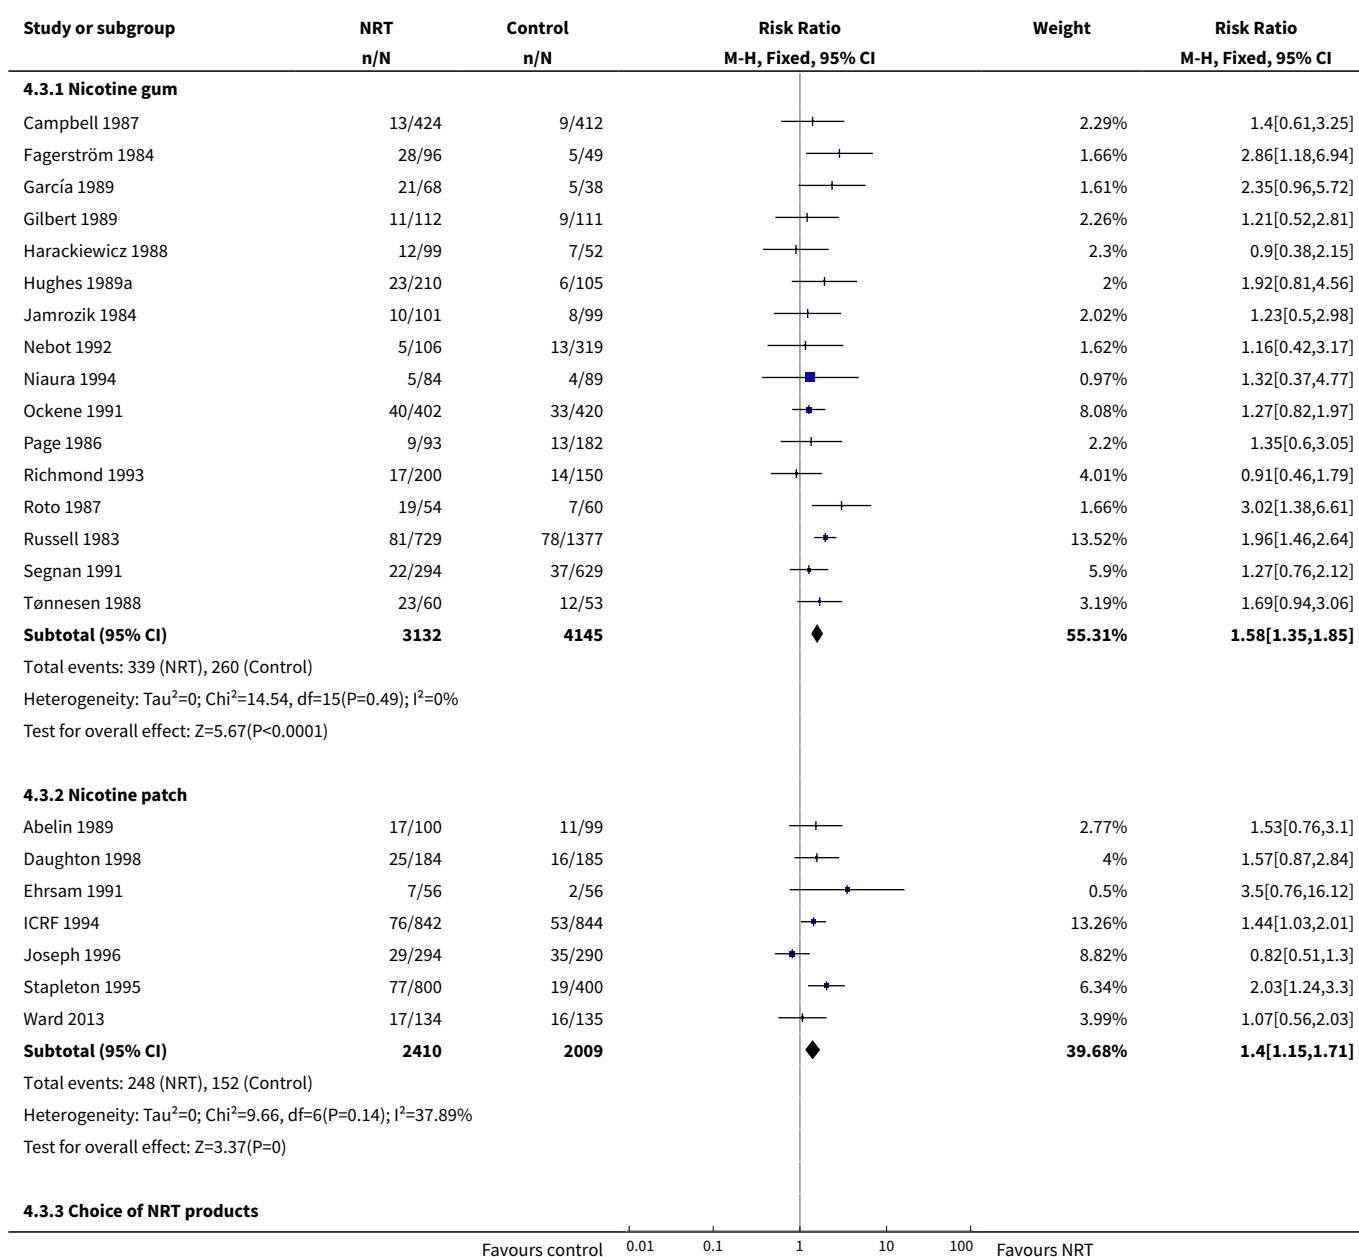 Study or subgroup NRT Control Risk Ratio Weight Risk Ratio
n/N n/N M-H, Fixed, 95% CI M-H, Fixed, 95% CI
4.3.1 Nicotine gum
Campbell 1987 13/424 9/412 2.29% 1.4[0.61,3.25]
Fagerström 1984 28/96 5/49 1.66% 2.86[1.18,6.94]
García 1989 21/68 5/38 1.61% 2.35[0.96,5.72]
Gilbert 1989 11/112 9/111 2.26% 1.21[0.52,2.81]
Harackiewicz 1988 12/99 7/52 2.3% 0.9[0.38,2.15]
Hughes 1989a 23/210 6/105 2% 1.92[0.81,4.56]
Jamrozik 1984 10/101 8/99 2.02% 1.23[0.5,2.98]
Nebot 1992 5/106 13/319 1.62% 1.16[0.42,3.17]
Niaura 1994 5/84 4/89 0.97% 1.32[0.37,4.77]
Ockene 1991 40/402 33/420 8.08% 1.27[0.82,1.97]
Page 1986 9/93 13/182 2.2% 1.35[0.6,3.05]
Richmond 1993 17/200 14/150 4.01% 0.91[0.46,1.79]
Roto 1987 19/54 7/60 1.66% 3.02[1.38,6.61]
Russell 1983 81/729 78/1377 13.52% 1.96[1.46,2.64]
Segnan 1991 22/294 37/629 5.9% 1.27[0.76,2.12]
Tønnesen 1988 23/60 12/53 3.19% 1.69[0.94,3.06]
Subtotal (95% CI) 3132 4145 55.31% 1.58[1.35,1.85]
Total events: 339 (NRT), 260 (Control)
Heterogeneity: Tau²=0; Chi²=14.54, df=15(P=0.49); I²=0%
Test for overall effect: Z=5.67(P<0.0001)
4.3.2 Nicotine patch
Abelin 1989 17/100 11/99 2.77% 1.53[0.76,3.1]
Daughton 1998 25/184 16/185 4% 1.57[0.87,2.84]
Ehrsam 1991 7/56 2/56 0.5% 3.5[0.76,16.12]
ICRF 1994 76/842 53/844 13.26% 1.44[1.03,2.01]
Joseph 1996 29/294 35/290 8.82% 0.82[0.51,1.3]
Stapleton 1995 77/800 19/400 6.34% 2.03[1.24,3.3]
Ward 2013 17/134 16/135 3.99% 1.07[0.56,2.03]
Subtotal (95% CI) 2410 2009 39.68% 1.4[1.15,1.71]
Total events: 248 (NRT), 152 (Control)
Heterogeneity: Tau²=0; Chi²=9.66, df=6(P=0.14); I²=37.89%
Test for overall effect: Z=3.37(P=0)
4.3.3 Choice of NRT products
Favours control 0.01 0.1 1 10 100 Favours NRT